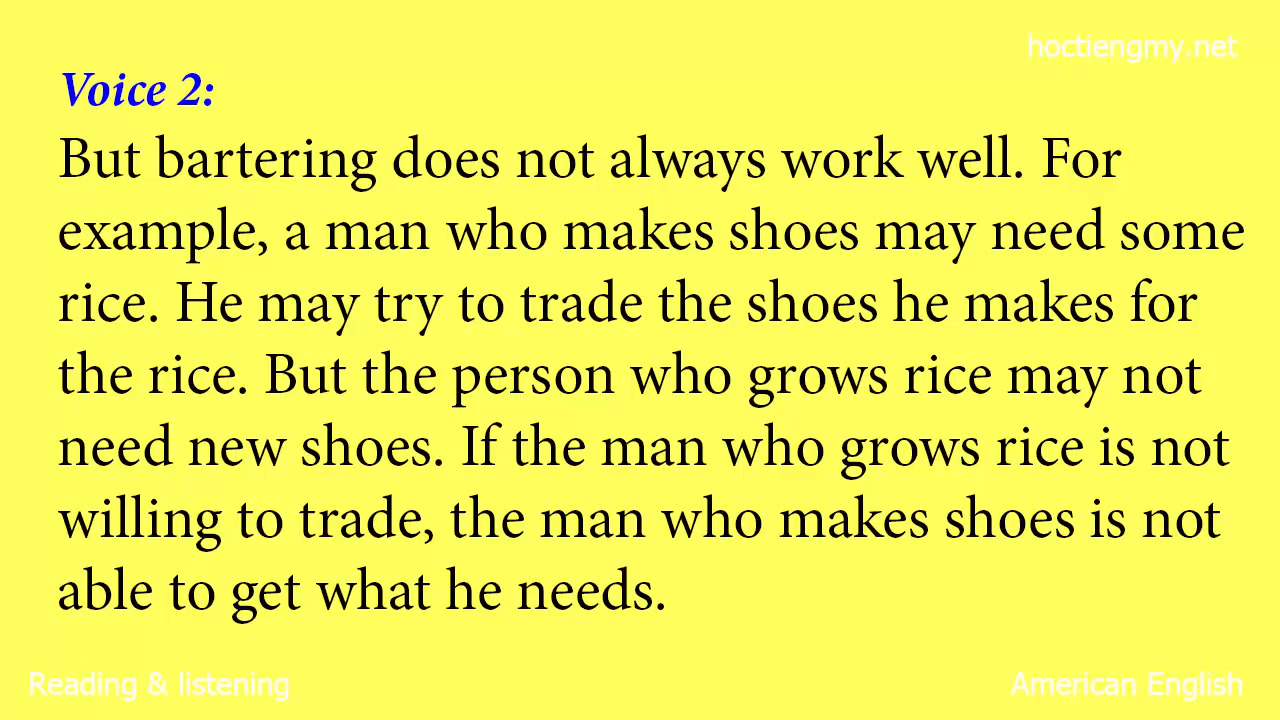 hoctiengmy.net
Voice 2:
But bartering does not always work well. For
example, a man who makes shoes may need some
rice. He may try to trade the shoes he makes for
the rice. But the person who grows rice may not
need new shoes. If the man who grows rice is not
willing to trade, the man who makes shoes is not
able to get what he needs.
Reading & listening
American English